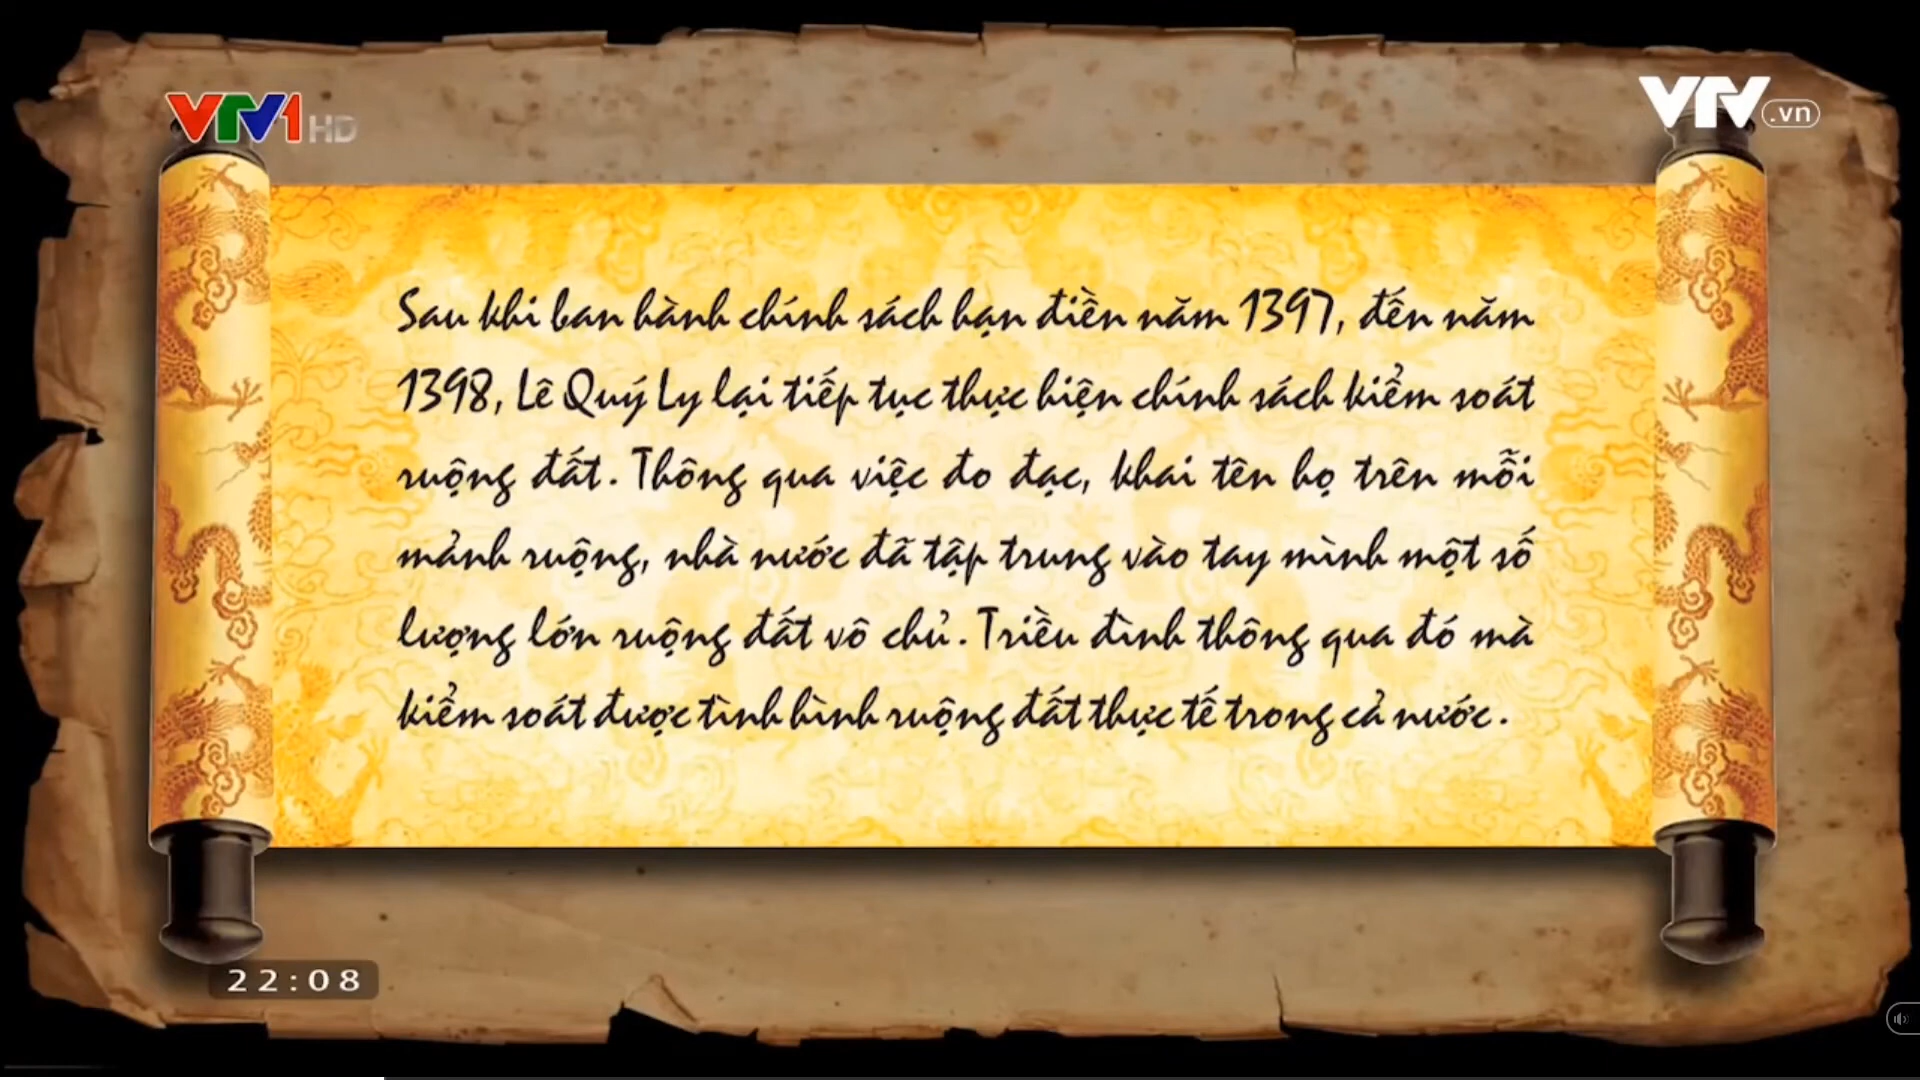 VTV1 HD
VTV.vn
Sau khi ban hành chính sách hạn điền năm 1397, đến năm
1398, Lê Quý Ly lại tiếp tục thực hiện chính sách kiểm soát
ruộng đất. Thông qua việc đo đạc, khai tên họ trên mỗi
mảnh ruộng, nhà nước đã tập trung vào tay mình một số
lượng lớn ruộng đất vô chủ. Triều đình thông qua đó mà
kiểm soát được tình hình ruộng đất thực tế trong cả nước.
22:08